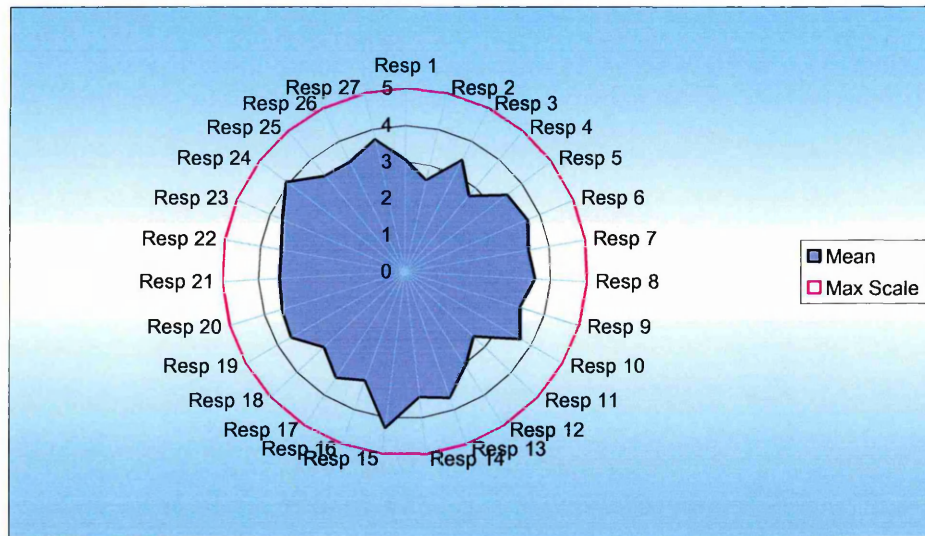 Resp 1
Resp 2
Resp 3
Resp 4
Resp 5
Resp 6
Resp 7
Resp 8
Resp 9
Resp 10
Resp 11
Resp 12
Resp 13
Resp 14
Resp 15
Resp 16
Resp 17
Resp 18
Resp 19
Resp 20
Resp 21
Resp 22
Resp 23
Resp 24
Resp 25
Resp 26
Resp 27
5
4
3
2
1
0
Mean
Max Scale